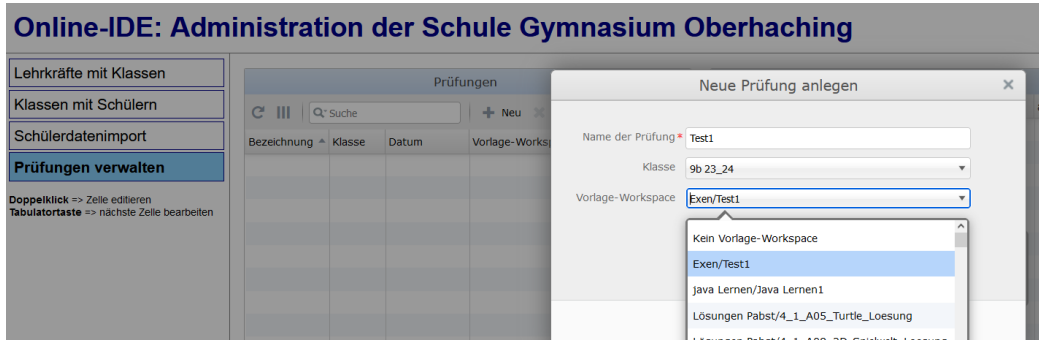 Online-IDE: Administration der Schule Gymnasium Oberhaching
Lehrkräfte mit Klassen
Klassen mit Schülern
Schülerdatenimport
Prüfungen verwalten
Doppelklick => Zelle editieren
Tabulatortaste => nächste Zelle bearbeiten
Prüfungen
Suche
Neu
Bezeichnung Klasse Datum Vorlage-Worksp
Neue Prüfung anlegen
Name der Prüfung * Test1
Klasse 9b 23_24
Vorlage-Workspace Exen/Test1
Kein Vorlage-Workspace
Exen/Test1
java Lernen/Java Lernen1
Lösungen Pabst/4_1_A05_Turtle_Loesung